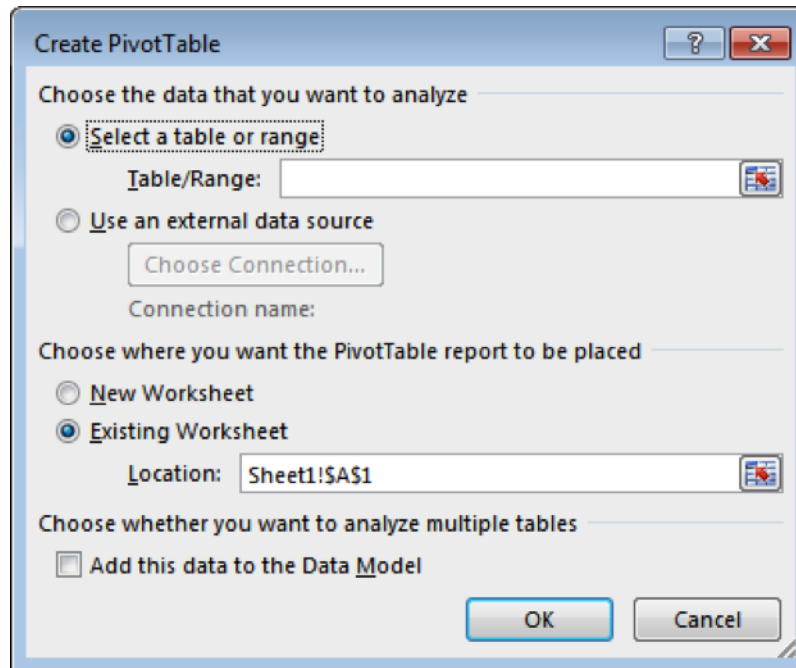 Create PivotTable
?
Choose the data that you want to analyze
Select a table or range
Table/Range:
Use an external data source
Choose Connection...
Connection name:
Choose where you want the PivotTable report to be placed
New Worksheet
Existing Worksheet
Location: Sheet1!$A$1
Choose whether you want to analyze multiple tables
Add this data to the Data Model
OK Cancel